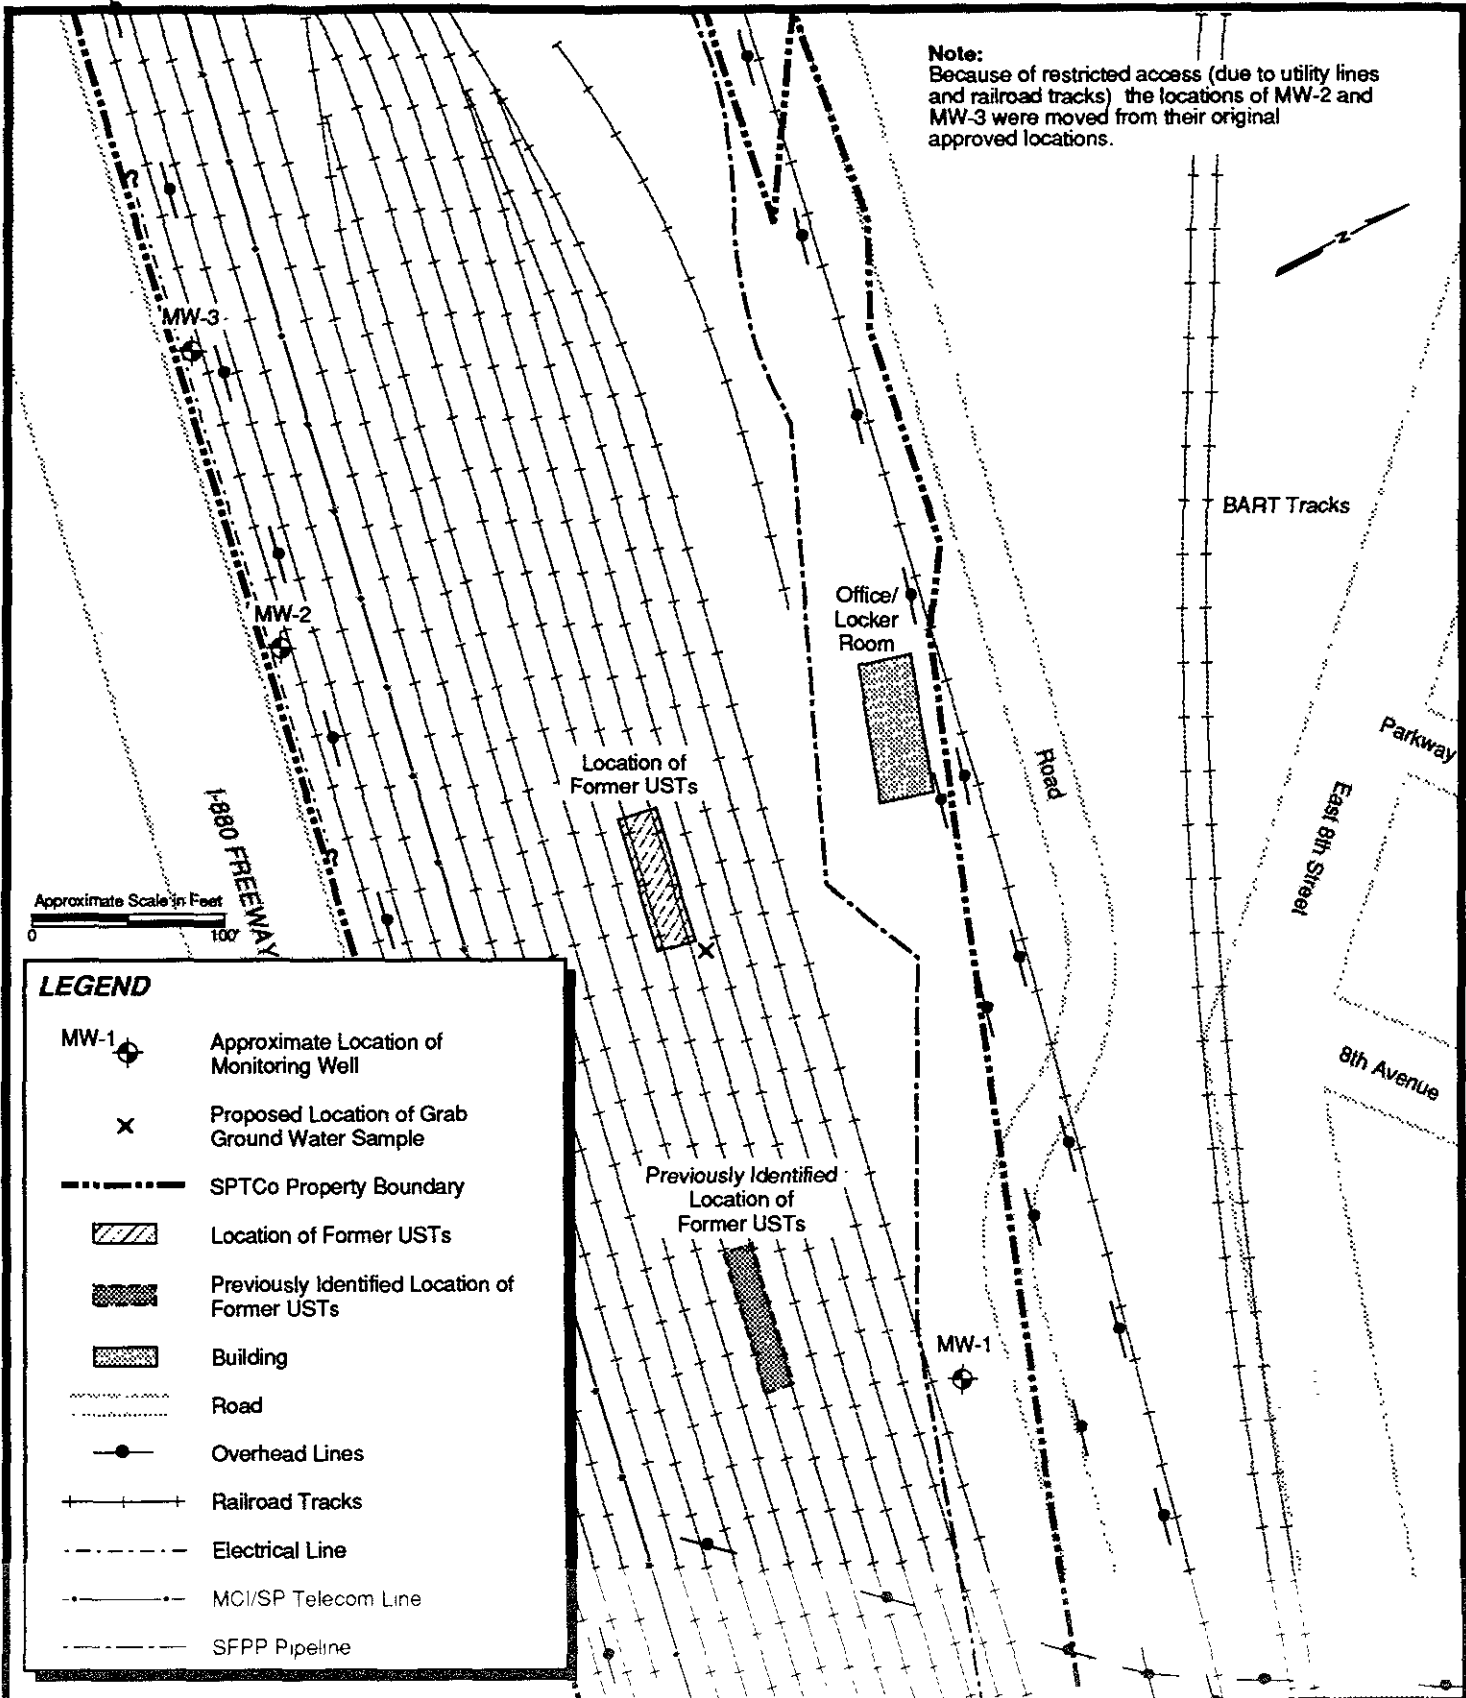 Note:
Because of restricted access (due to utility lines
and railroad tracks) the locations of MW-2 and
MW-3 were moved from their original
approved locations.
N
MW-3
BART Tracks
Office/
Locker
Room
MW-2
Parkway
Location of
Former USTs
Road
East 8th Street
I-880 FREEWAY
Approximate Scale in Feet
0 100'
8th Avenue
Previously Identified
Location of
Former USTs
MW-1
LEGEND
MW-1 Approximate Location of
Monitoring Well
Proposed Location of Grab
Ground Water Sample
SPTCo Property Boundary
Location of Former USTs
Previously Identified Location of
Former USTs
Building
Road
Overhead Lines
Railroad Tracks
Electrical Line
MCI/SP Telecom Line
SFPP Pipeline